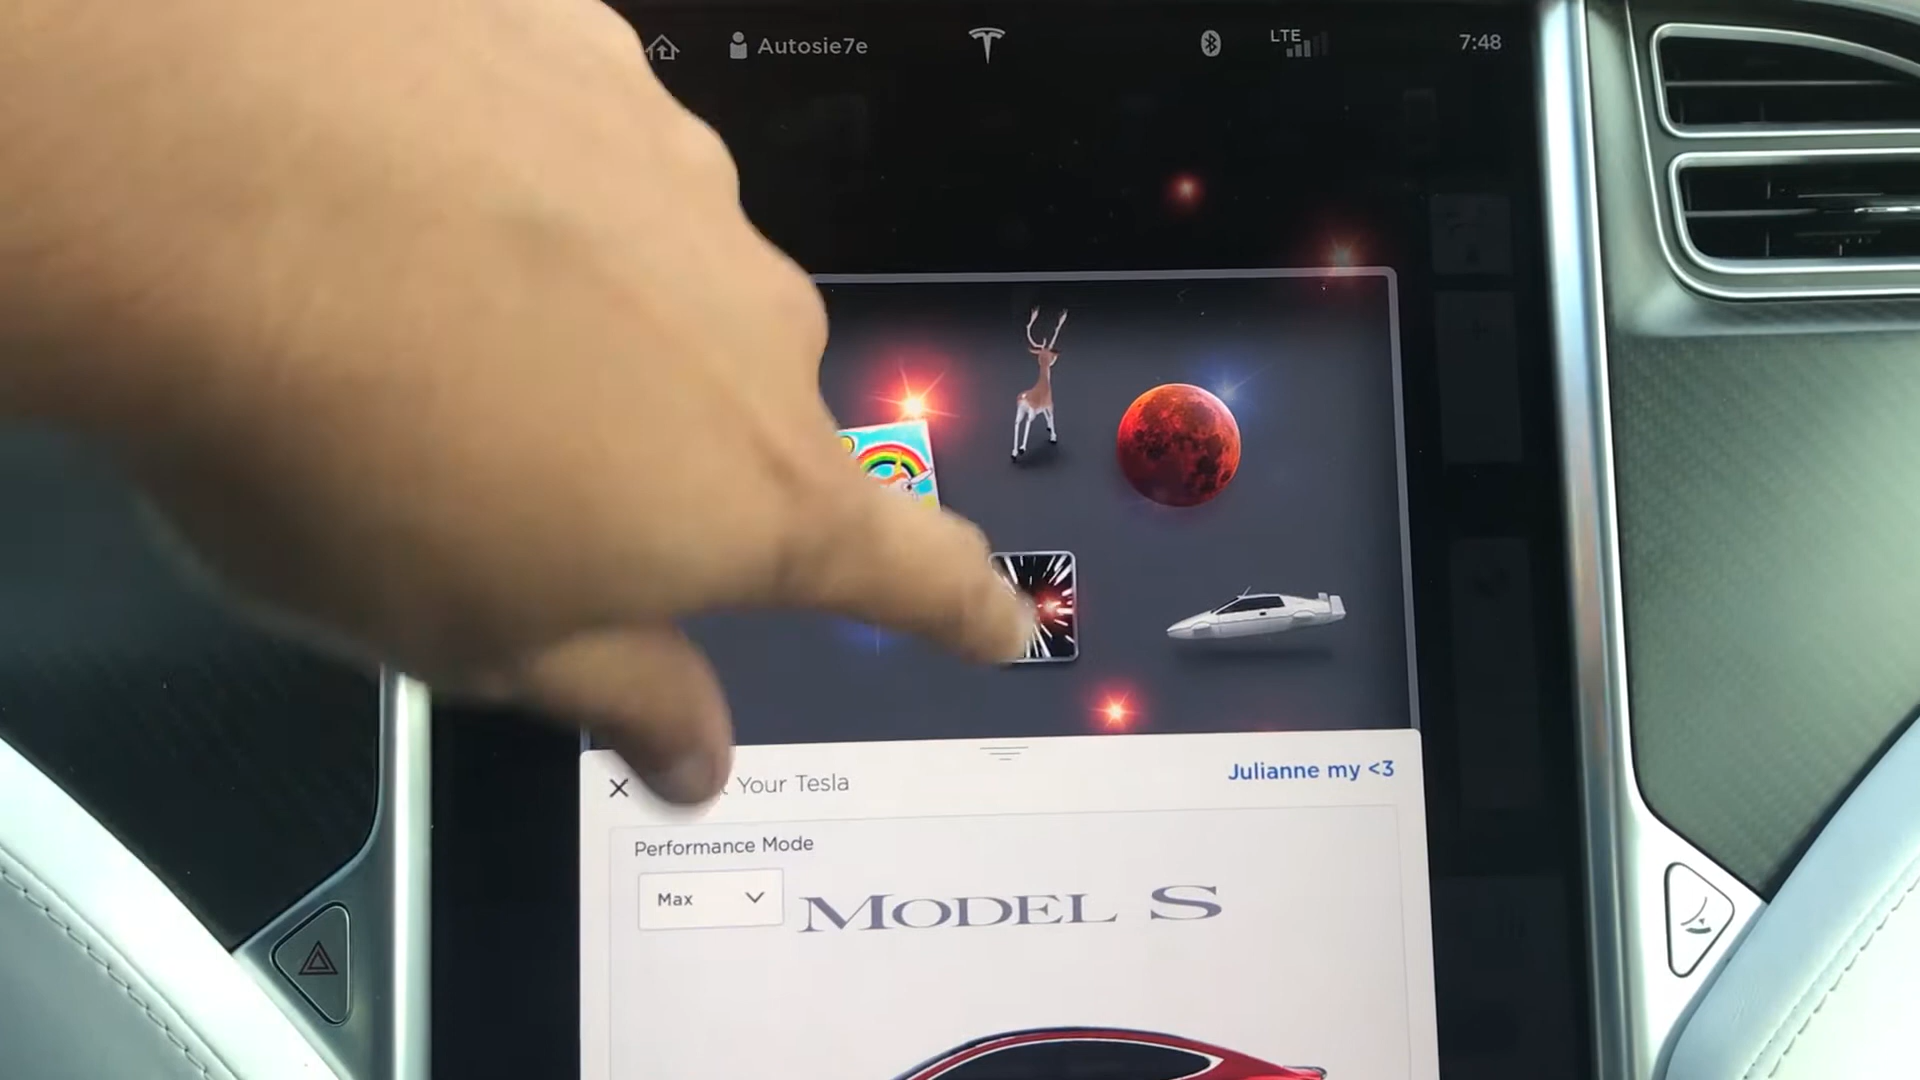 Autosie7e
LTE
7:48
Your Tesla
Julianne my <3
Performance Mode
Max
MODEL S